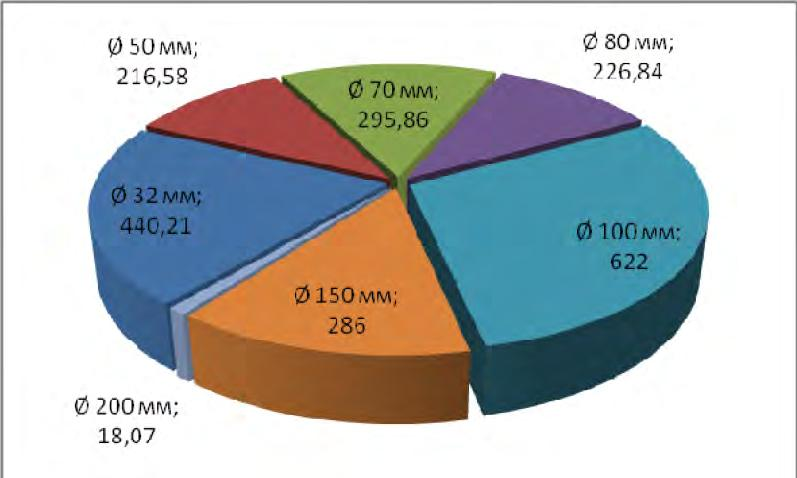 Ø 50 мм;
216,58
Ø 70 мм;
295,86
Ø 80 мм;
226,84
Ø 32 мм;
440,21
Ø 100 мм;
622
Ø 150 мм;
286
Ø 200 мм;
18,07